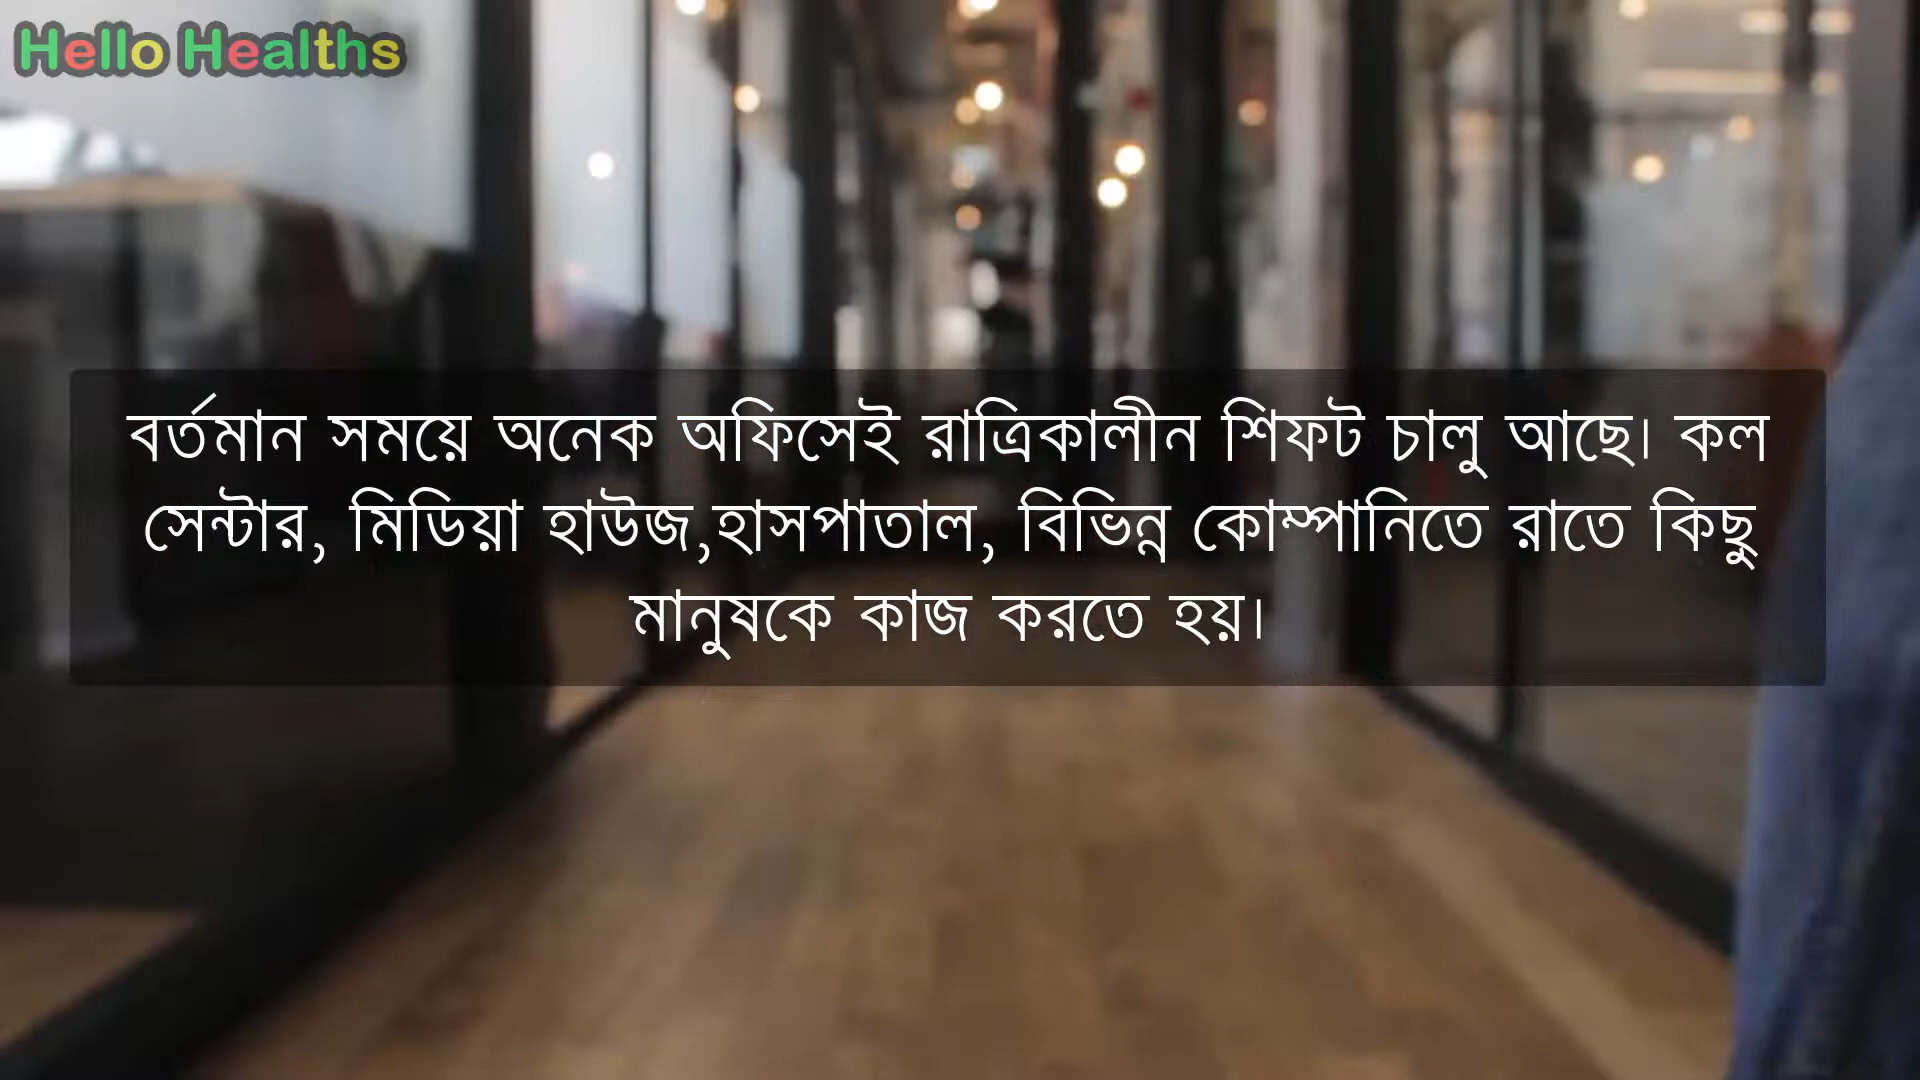 Hello Healths
বর্তমান সময়ে অনেক অফিসেই রাত্রিকালীন শিফট চালু আছে। কল
সেন্টার, মিডিয়া হাউজ,হাসপাতাল, বিভিন্ন কোম্পানিতে রাতে কিছু
মানুষকে কাজ করতে হয়।